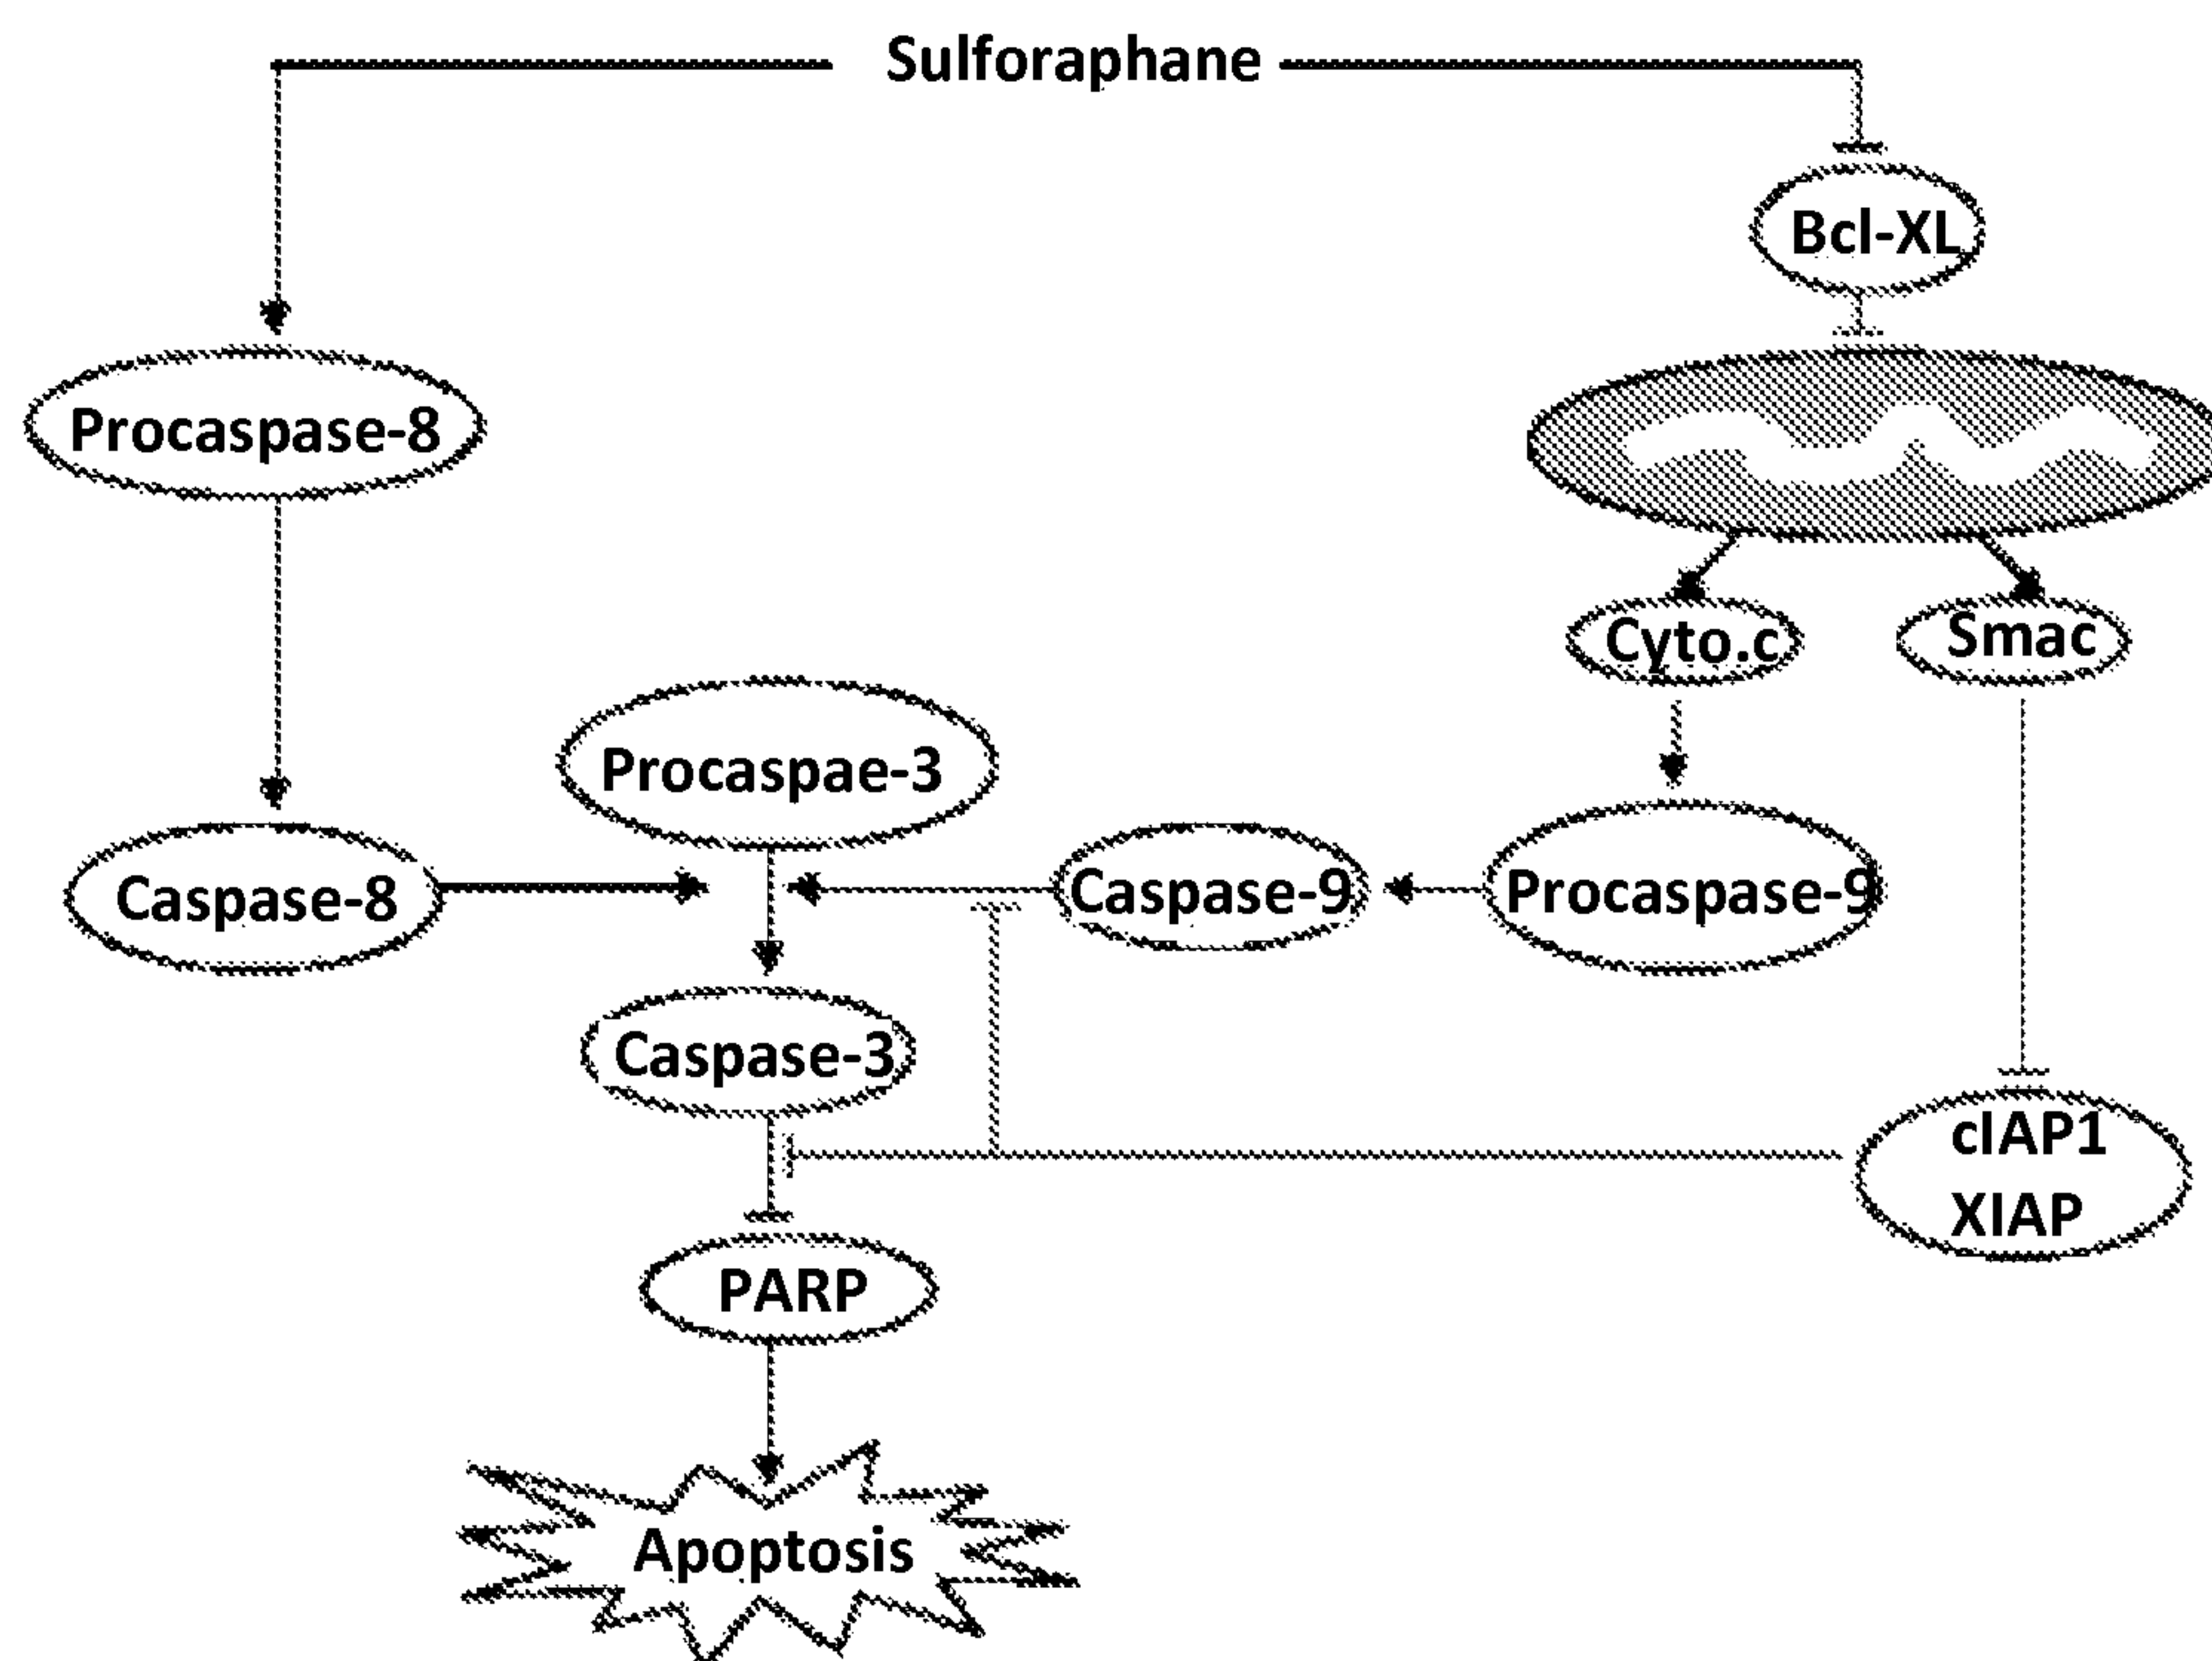 Sulforaphane
Bcl-XL
Procaspase-8
Cyto.c
Smac
Procaspae-3
Caspase-8
Caspase-9
Procaspase-9
Caspase-3
cIAP1
XIAP
PARP
Apoptosis